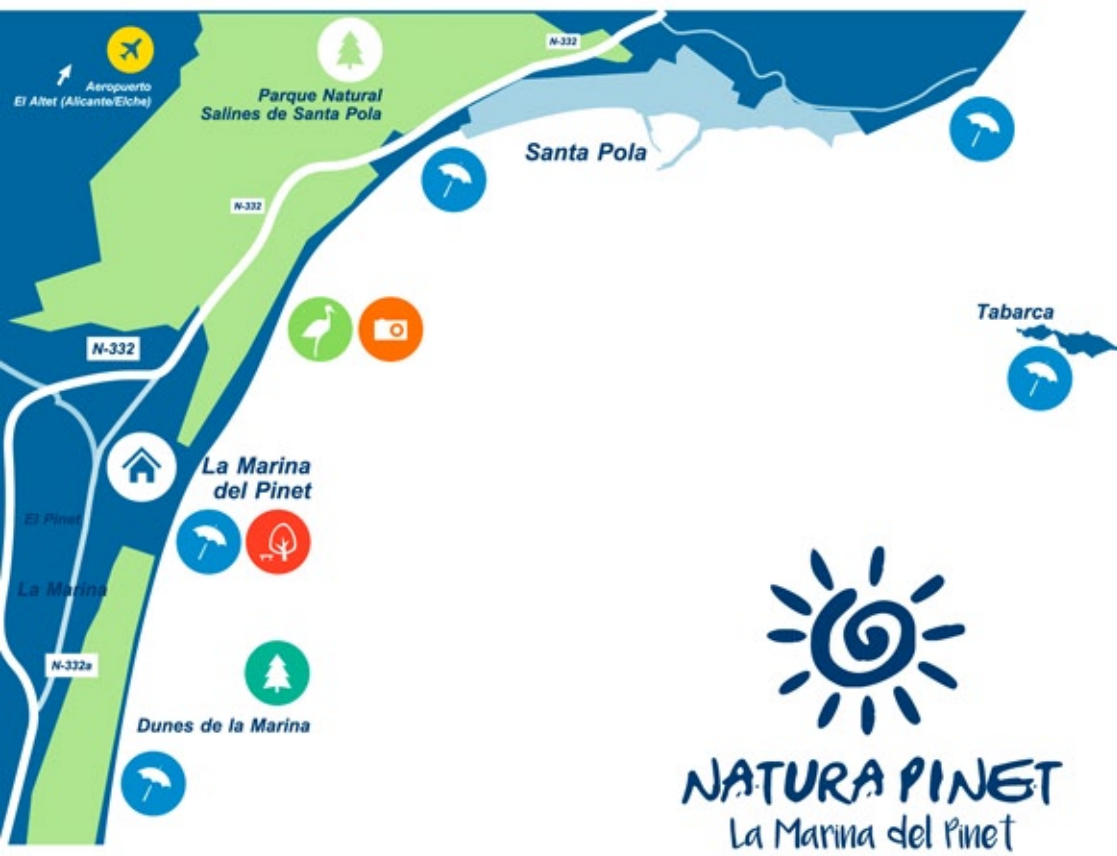 Aeropuerto
El Altet (Alicante/Elche)
Parque Natural
Salines de Santa Pola
N-332
Santa Pola
N-332
Tabarca
N-332
La Marina
del Pinet
El Pinet
La Marina
N-332a
Dunes de la Marina
NATURA PINET
La Marina del Pinet